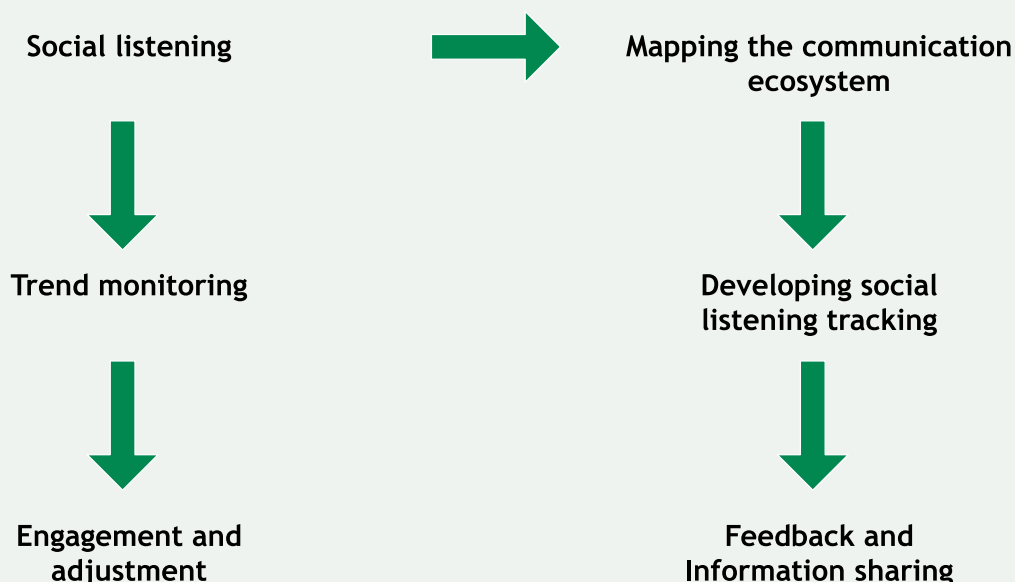 Social listening
Mapping the communication
ecosystem
Trend monitoring
Developing social
listening tracking
Engagement and
adjustment
Feedback and
Information sharing